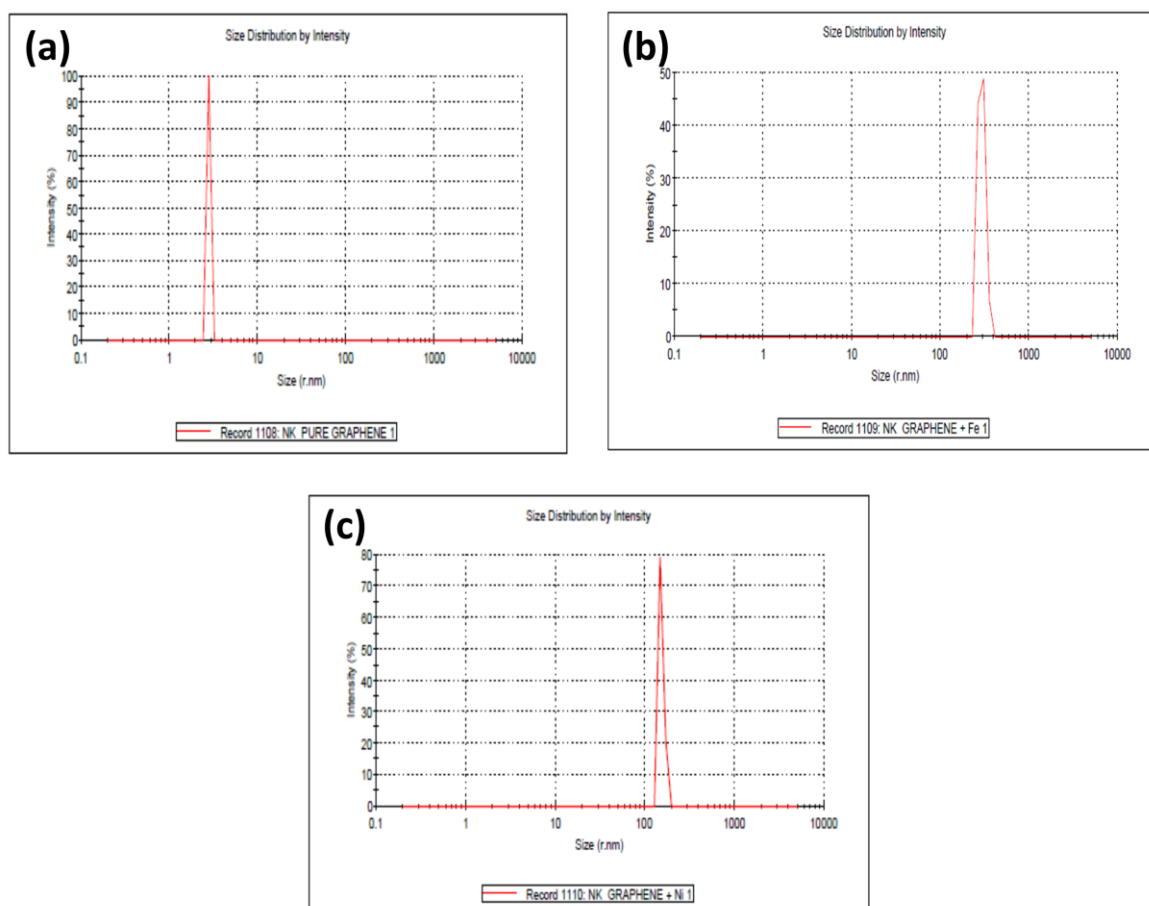 (a)
Size Distribution by Intensity
Intensity (%)
100
90
80
70
60
50
40
30
20
10
0
0.1 1 10 100 1000 10000
Size (r.nm)
Record 1108: NK PURE GRAPHENE 1
(b)
Size Distribution by Intensity
Intensity (%)
50
40
30
20
10
0
0.1 1 10 100 1000 10000
Size (r.nm)
Record 1109: NK GRAPHENE + Fe 1
(c)
Size Distribution by Intensity
Intensity (%)
80
70
60
50
40
30
20
10
0
0.1 1 10 100 1000 10000
Size (r.nm)
Record 1110: NK GRAPHENE + Ni 1